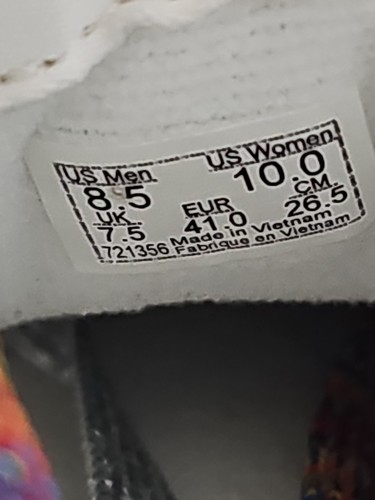 US Men US Women
8.5 10.0
UK EUR CM
7.5 41.0 26.5
721356 Made in Vietnam
Fabrique en Vietnam